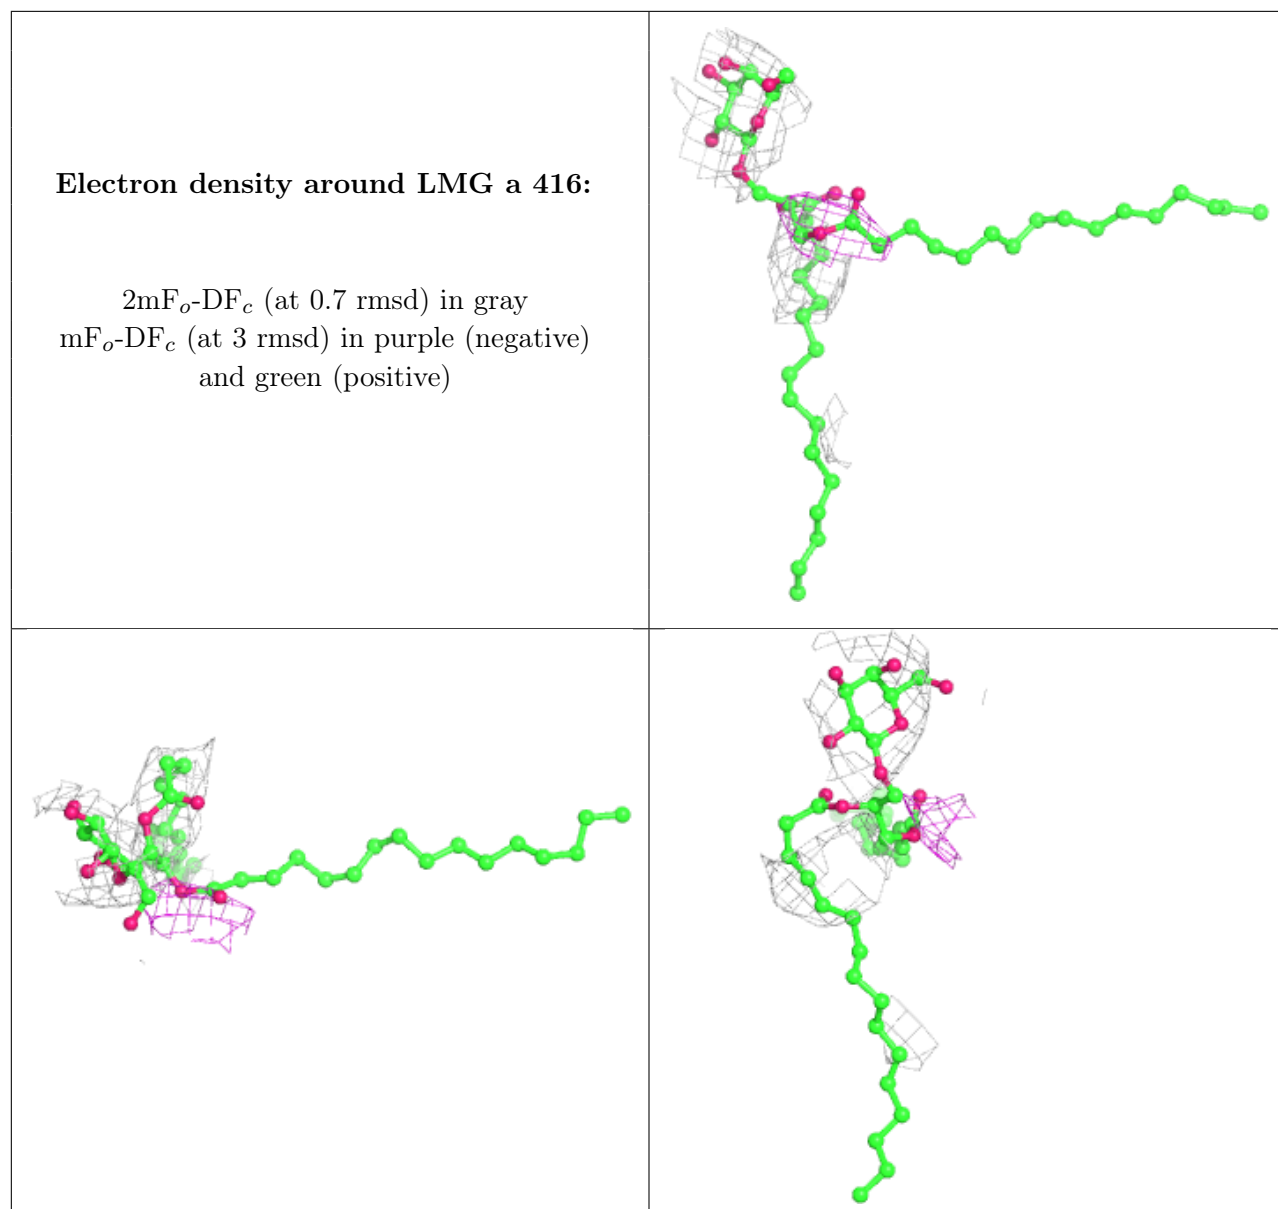 Electron density around LMG a 416:
2mFo-DFc (at 0.7 rmsd) in gray
mFo-DFc (at 3 rmsd) in purple (negative)
and green (positive)